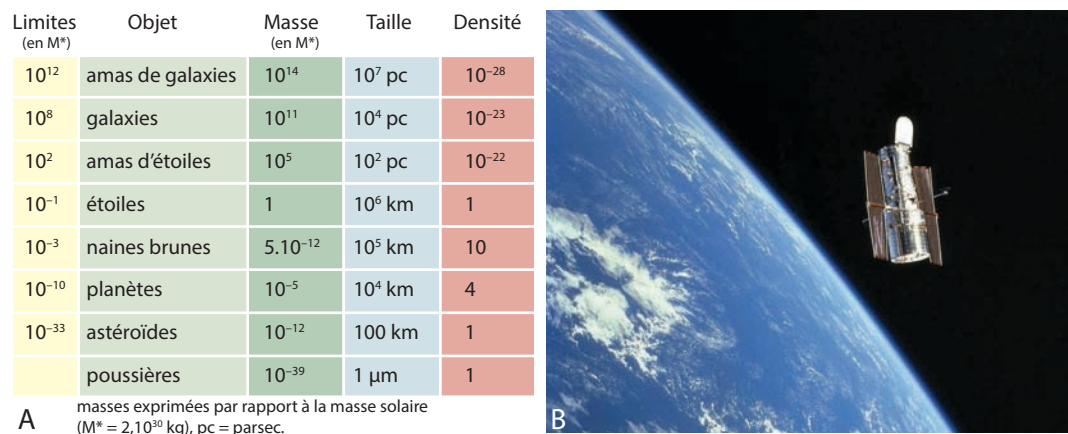 Limites Objet Masse Taille Densité
(en M*) (en M*)
10¹² amas de galaxies 10¹⁴ 10⁷ pc 10⁻²⁸
10⁸ galaxies 10¹¹ 10⁴ pc 10⁻²³
10² amas d’étoiles 10⁵ 10² pc 10⁻²²
10⁻¹ étoiles 1 10⁶ km 1
10⁻³ naines brunes 5.10⁻¹² 10⁵ km 10
10⁻¹⁰ planètes 10⁻⁵ 10⁴ km 4
10⁻³³ astéroïdes 10⁻¹² 100 km 1
poussières 10⁻³⁹ 1 µm 1
A masses exprimées par rapport à la masse solaire
(M* = 2,10³⁰ kg), pc = parsec.
B